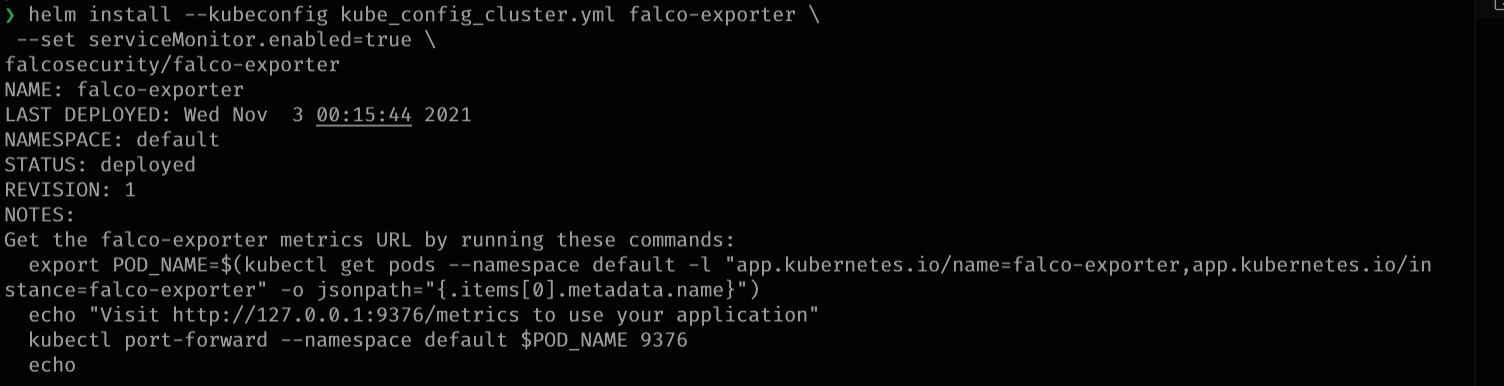 ❯ helm install --kubeconfig kube_config_cluster.yml falco-exporter \
 --set serviceMonitor.enabled=true \
falcosecurity/falco-exporter
NAME: falco-exporter
LAST DEPLOYED: Wed Nov  3 00:15:44 2021
NAMESPACE: default
STATUS: deployed
REVISION: 1
NOTES:
Get the falco-exporter metrics URL by running these commands:
  export POD_NAME=$(kubectl get pods --namespace default -l "app.kubernetes.io/name=falco-exporter,app.kubernetes.io/in
stance=falco-exporter" -o jsonpath="{.items[0].metadata.name}")
  echo "Visit http://127.0.0.1:9376/metrics to use your application"
  kubectl port-forward --namespace default $POD_NAME 9376
  echo